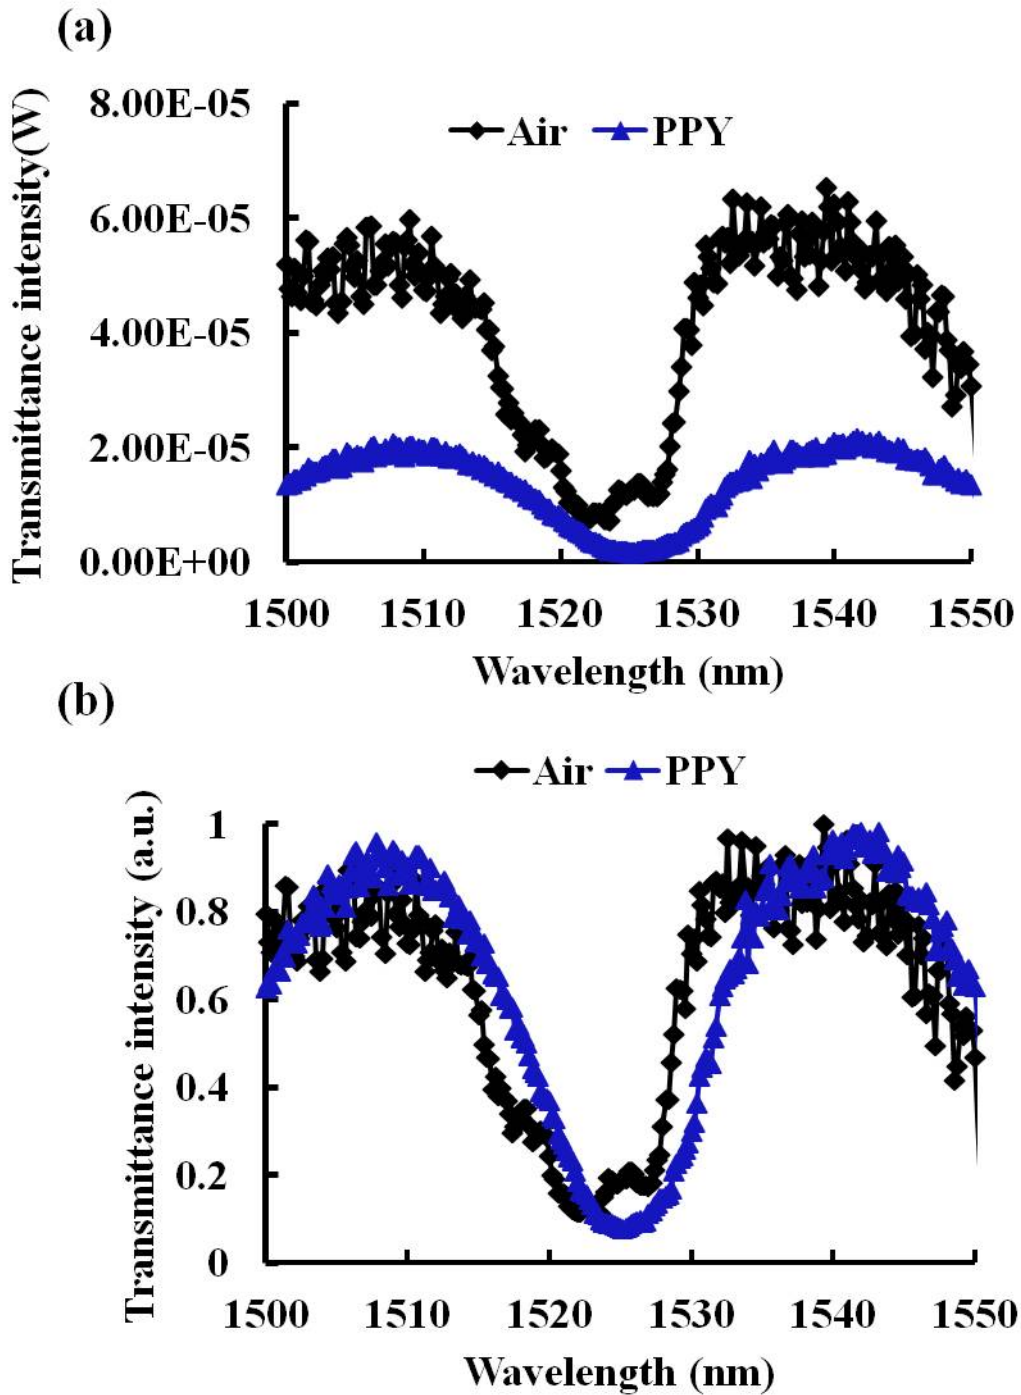 (a)
Transmittance intensity(W)
8.00E-05
6.00E-05
4.00E-05
2.00E-05
0.00E+00
Air PPY
1500 1510 1520 1530 1540 1550
Wavelength (nm)
(b)
Transmittance intensity (a.u.)
Air PPY
1
0.8
0.6
0.4
0.2
0
1500 1510 1520 1530 1540 1550
Wavelength (nm)